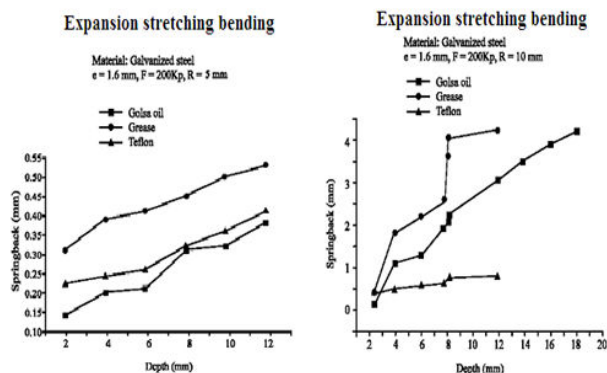 Expansion stretching bending
Material: Galvanized steel
e = 1.6 mm, F = 200Kp, R = 5 mm
Golsa oil
Grease
Teflon
0.55
0.50
0.45
0.40
0.35
0.30
0.25
0.20
0.15
0.10
Springback (mm)
0
2
4
6
8
10
12
Depth (mm)
Expansion stretching bending
Material: Galvanized steel
e = 1.6 mm, F = 200Kp, R = 10 mm
Golsa oil
Grease
Teflon
4
3
2
1
0
Springback (mm)
2
4
6
8
10
12
14
16
18
20
Depth (mm)